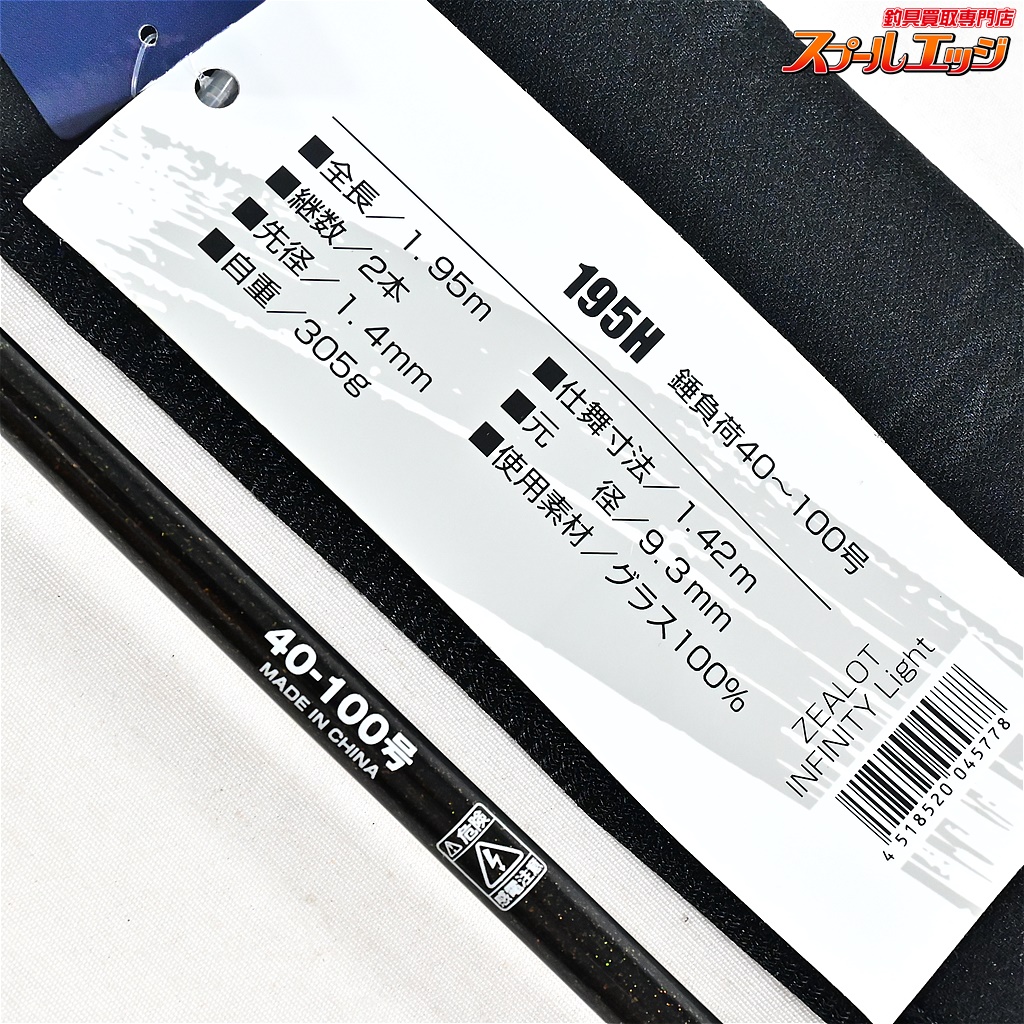 釣具買取専門店
スプールエッジ
195H 錘負荷40～100号
■全長／1.95m
■継数／2本
■先径／1.4mm
■自重／305g
■仕舞寸法／1.42m
■元　径／9.3mm
■使用素材／グラス100%
ZEALOT
INFINITY Light
4 518520 045778
40-100号
MADE IN CHINA
危険
感電注意